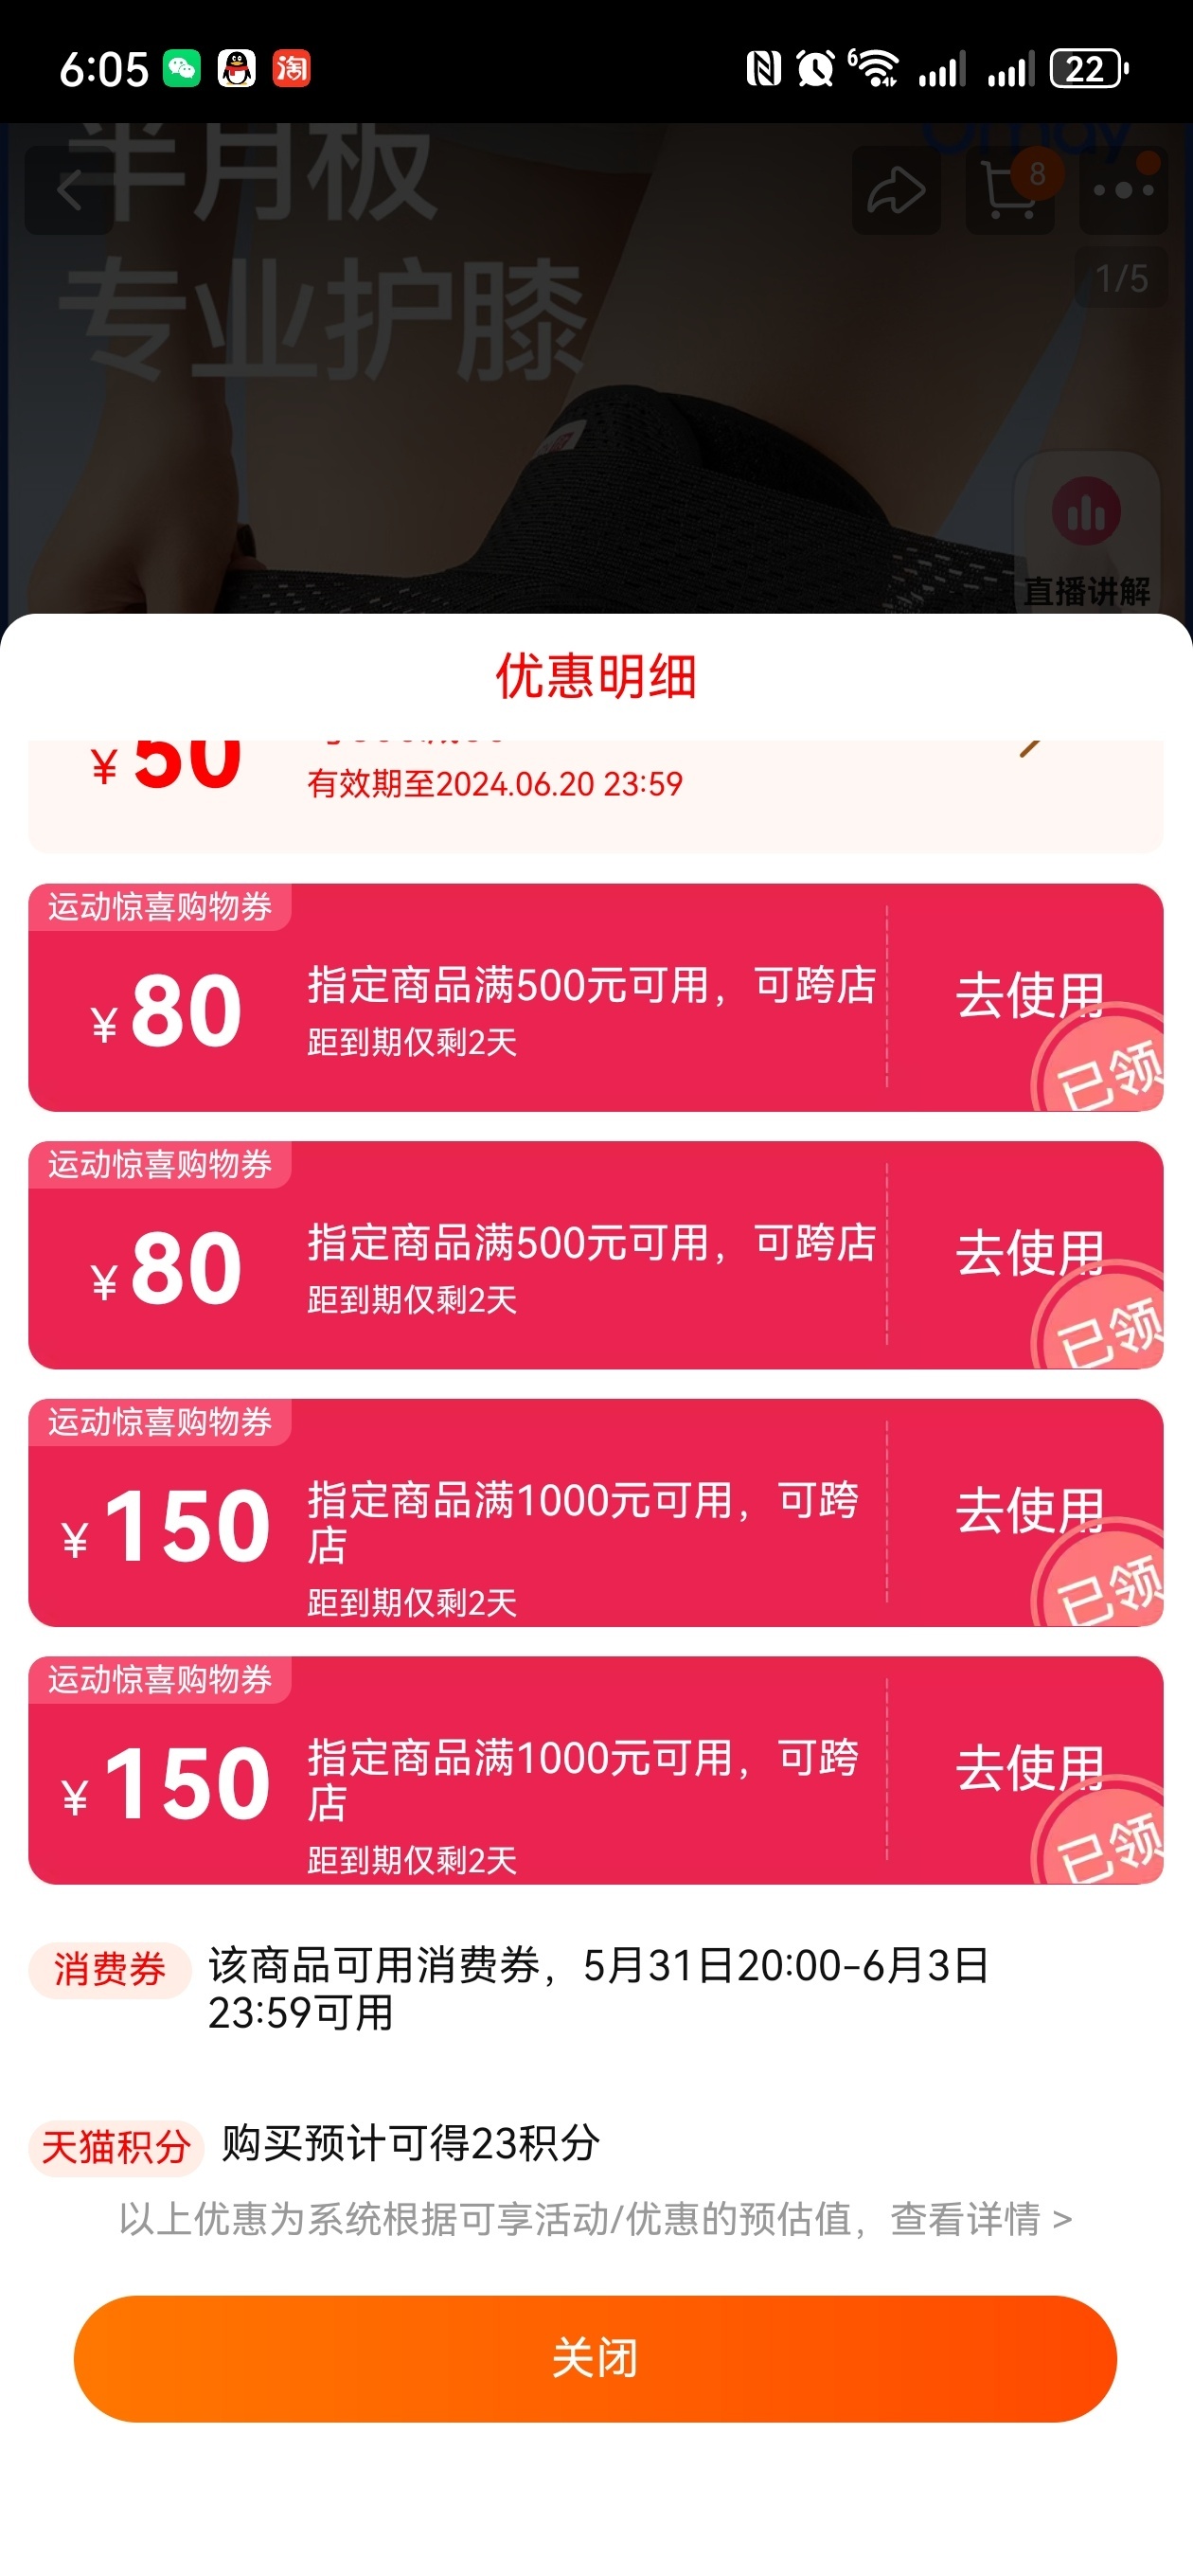 6:05
淘
6
22
半月板
8
专业护膝
1/5
直播讲解
优惠明细
¥50
有效期至2024.06.20 23:59
运动惊喜购物券
¥80
指定商品满500元可用，可跨店
距到期仅剩2天
去使用
已领
运动惊喜购物券
¥80
指定商品满500元可用，可跨店
距到期仅剩2天
去使用
已领
运动惊喜购物券
¥150
指定商品满1000元可用，可跨
店
距到期仅剩2天
去使用
已领
运动惊喜购物券
¥150
指定商品满1000元可用，可跨
店
距到期仅剩2天
去使用
已领
消费券
该商品可用消费券，5月31日20:00-6月3日
23:59可用
天猫积分
购买预计可得23积分
以上优惠为系统根据可享活动/优惠的预估值，查看详情 >
关闭